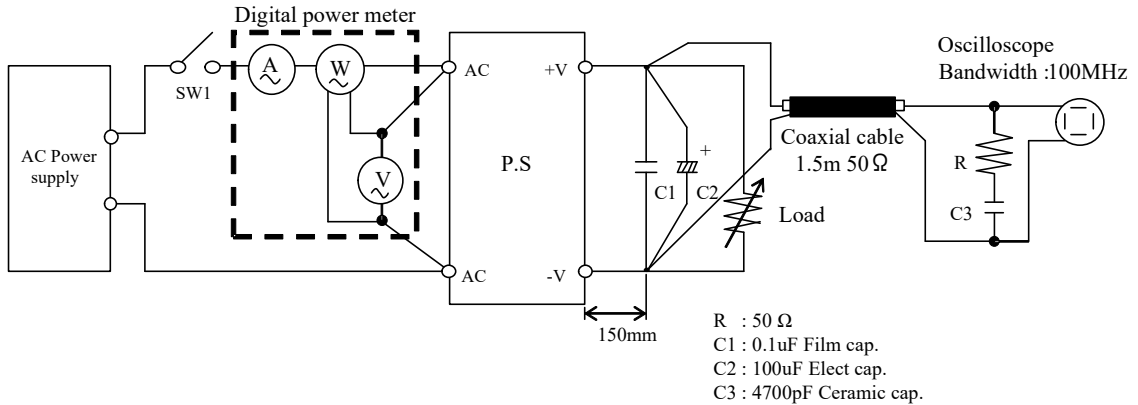 Digital power meter
Oscilloscope
Bandwidth :100MHz
A
W
AC
+V
SW1
Coaxial cable
1.5m 50Ω
AC Power
supply
P.S
V
+
R
C1
C2
Load
C3
AC
-V
150mm
R : 50 Ω
C1 : 0.1uF Film cap.
C2 : 100uF Elect cap.
C3 : 4700pF Ceramic cap.